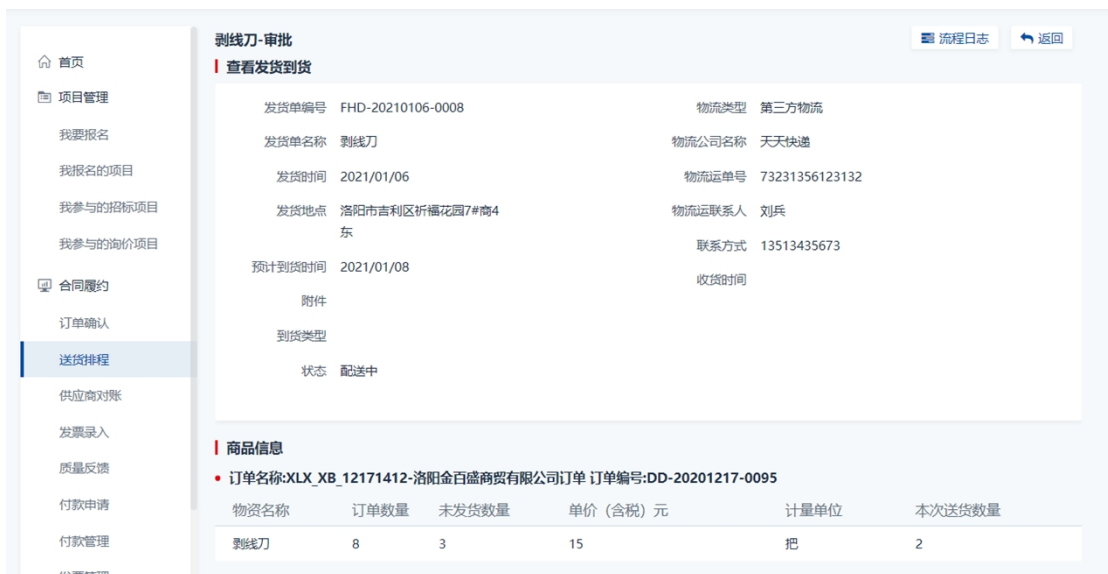 剥线刀-审批
流程日志
返回
首页
查看发货到货
项目管理
我要报名
我报名的项目
我参与的招标项目
我参与的询价项目
合同履约
订单确认
送货排程
供应商对账
发票录入
质量反馈
付款申请
付款管理
发货单编号 FHD-20210106-0008
发货单名称 剥线刀
发货时间 2021/01/06
发货地点 洛阳市吉利区祈福花园7#商4
东
预计到货时间 2021/01/08
附件
到货类型
状态 配送中
物流类型 第三方物流
物流公司名称 天天快递
物流运单号 73231356123132
物流运联系人 刘兵
联系方式 13513435673
收货时间
商品信息
订单名称:XLX_XB_12171412-洛阳金百盛商贸有限公司订单 订单编号:DD-20201217-0095
物资名称 订单数量 未发货数量 单价（含税）元 计量单位 本次送货数量
剥线刀 8 3 15 把 2